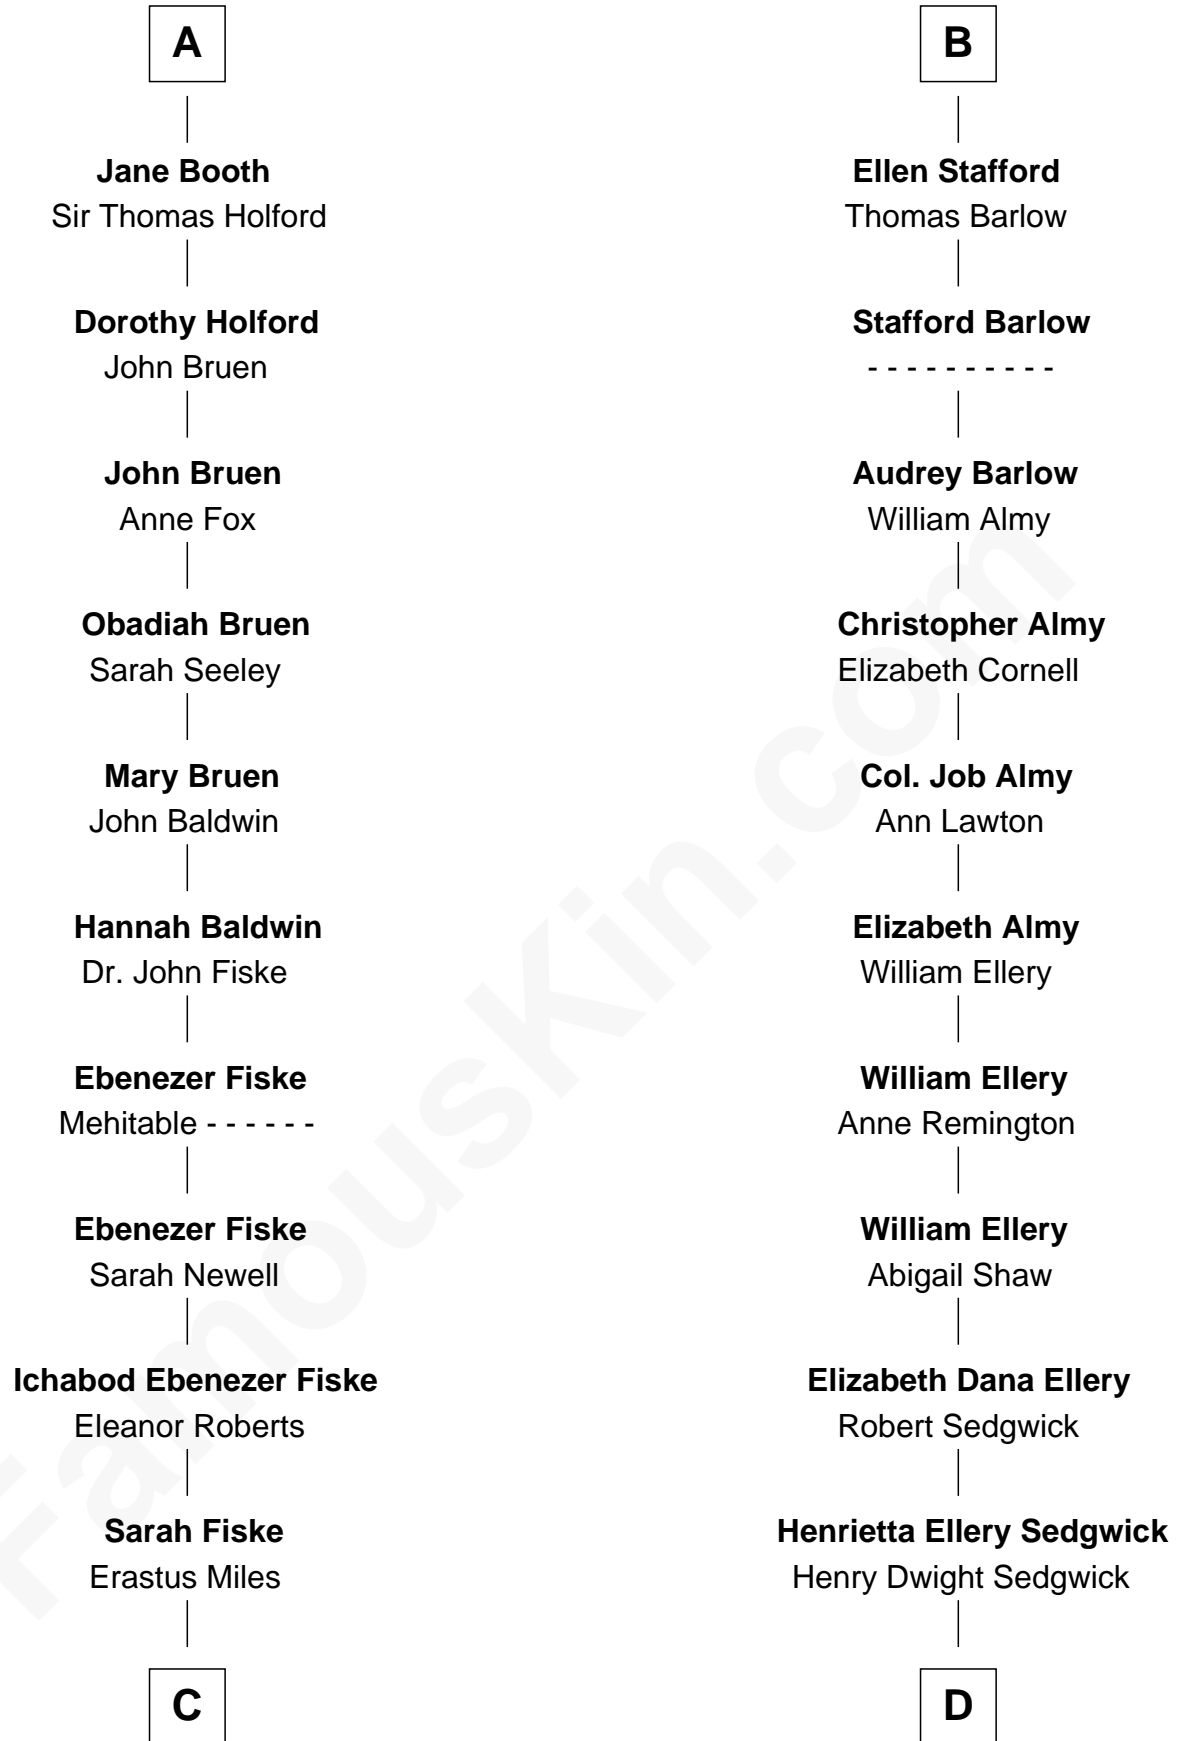 A
Jane Booth
Sir Thomas Holford
Dorothy Holford
John Bruen
John Bruen
Anne Fox
Obadiah Bruen
Sarah Seeley
Mary Bruen
John Baldwin
Hannah Baldwin
Dr. John Fiske
Ebenezer Fiske
Mehitable - - - - - -
Ebenezer Fiske
Sarah Newell
Ichabod Ebenezer Fiske
Eleanor Roberts
Sarah Fiske
Erastus Miles
C
B
Ellen Stafford
Thomas Barlow
Stafford Barlow
- - - - - - - - - -
Audrey Barlow
William Almy
Christopher Almy
Elizabeth Cornell
Col. Job Almy
Ann Lawton
Elizabeth Almy
William Ellery
William Ellery
Anne Remington
William Ellery
Abigail Shaw
Elizabeth Dana Ellery
Robert Sedgwick
Henrietta Ellery Sedgwick
Henry Dwight Sedgwick
D
FamousKin.com